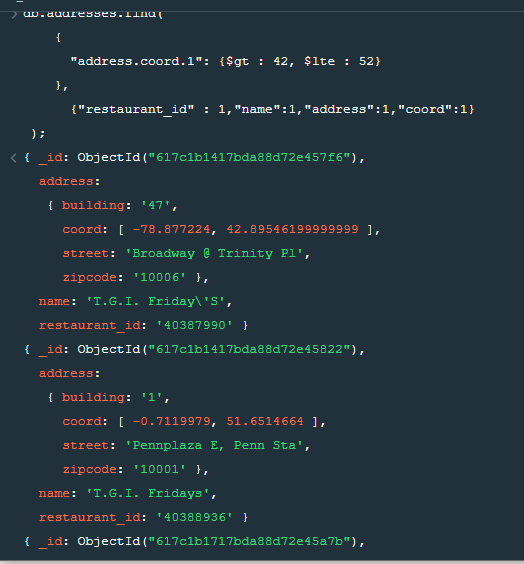 db.addresses.find(
{
"address.coord.1": {$gt : 42, $lte : 52}
},
{"restaurant_id" : 1,"name":1,"address":1,"coord":1}
);
{ _id: ObjectId("617c1b1417bda88d72e457f6"),
address:
{ building: '47',
coord: [ -78.877224, 42.89546199999999 ],
street: 'Broadway @ Trinity Pl',
zipcode: '10006' },
name: 'T.G.I. Friday\'S',
restaurant_id: '40387990' }
{ _id: ObjectId("617c1b1417bda88d72e45822"),
address:
{ building: '1',
coord: [ -0.7119979, 51.6514664 ],
street: 'Pennplaza E, Penn Sta',
zipcode: '10001' },
name: 'T.G.I. Fridays',
restaurant_id: '40388936' }
{ _id: ObjectId("617c1b1717bda88d72e45a7b"),